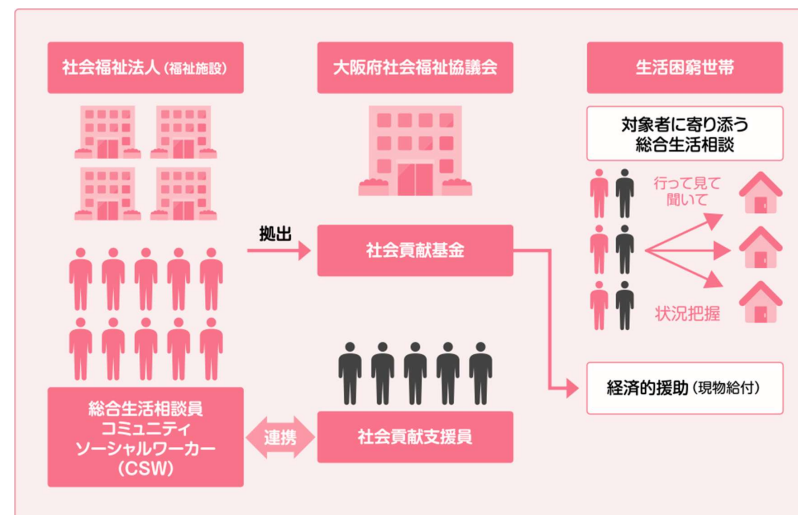 社会福祉法人(福祉施設)
大阪府社会福祉協議会
生活困窮世帯
対象者に寄り添う
総合生活相談
行って見て
聞いて
拠出
社会貢献基金
状況把握
経済的援助(現物給付)
総合生活相談員
コミュニティ
ソーシャルワーカー
(CSW)
連携
社会貢献支援員